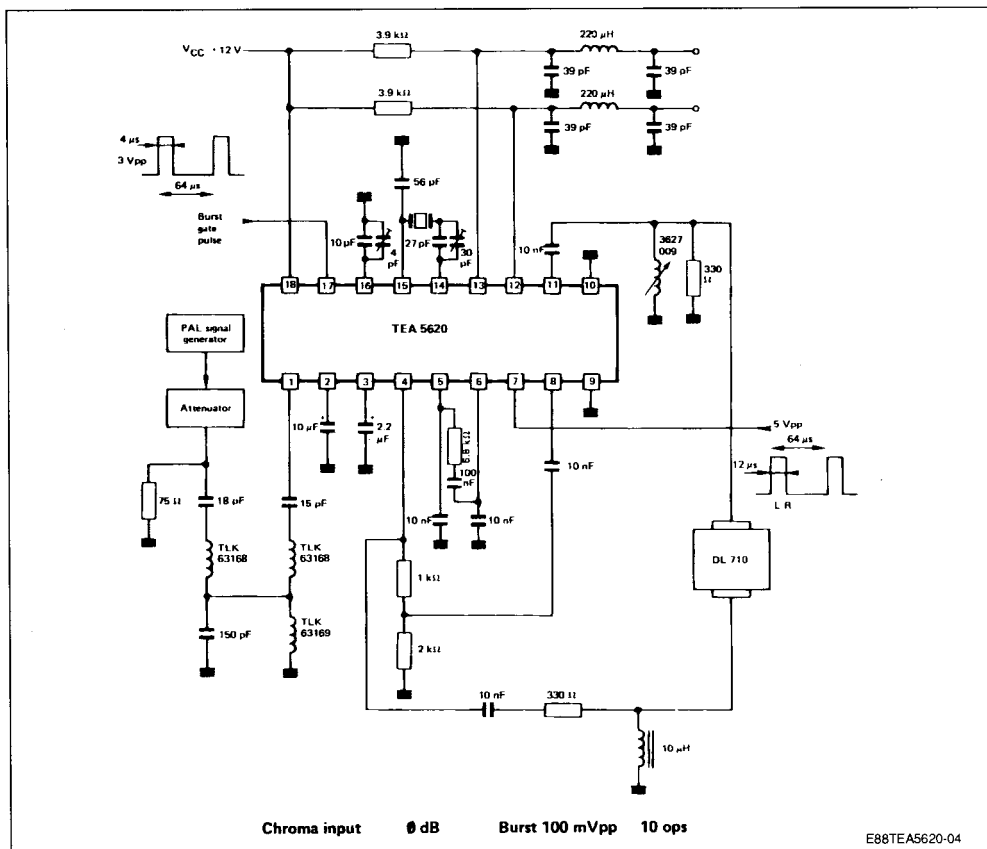 VCC · 12 V
3.9 kΩ
220 µH
39 pF
39 pF
3.9 kΩ
220 µH
39 pF
39 pF
4 µs
3 Vpp
64 µs
56 pF
Burst
gate
pulse
10 pF
4
pF
27 pF
30
pF
10 nF
3627
009
330
Ω
18
17
16
15
14
13
12
11
10
TEA 5620
1
2
3
4
5
6
7
8
9
PAL signal
generator
Attenuator
75 Ω
18 pF
15 pF
TLK
63168
TLK
63168
150 pF
TLK
63169
10 µF
+
2.2
µF
+
6.8 kΩ
100
nF
10 nF
10 nF
10 nF
5 Vpp
64 µs
12 µs
L R
DL 710
1 kΩ
2 kΩ
10 nF
330 Ω
10 µH
Chroma input 0 dB Burst 100 mVpp 10 ops
E88TEA5620-04